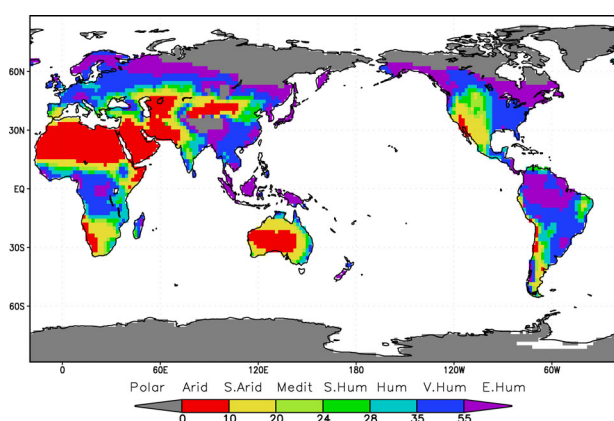 60N
30N
EQ
30S
60S
0 60E 120E 180 120W 60W
Polar Arid S.Arid Medit S.Hum Hum V.Hum E.Hum
0 10 20 24 28 35 55